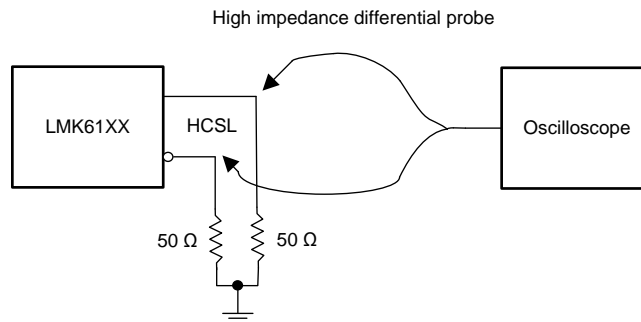 High impedance differential probe
LMK61XX
HCSL
Oscilloscope
50 Ω
50 Ω